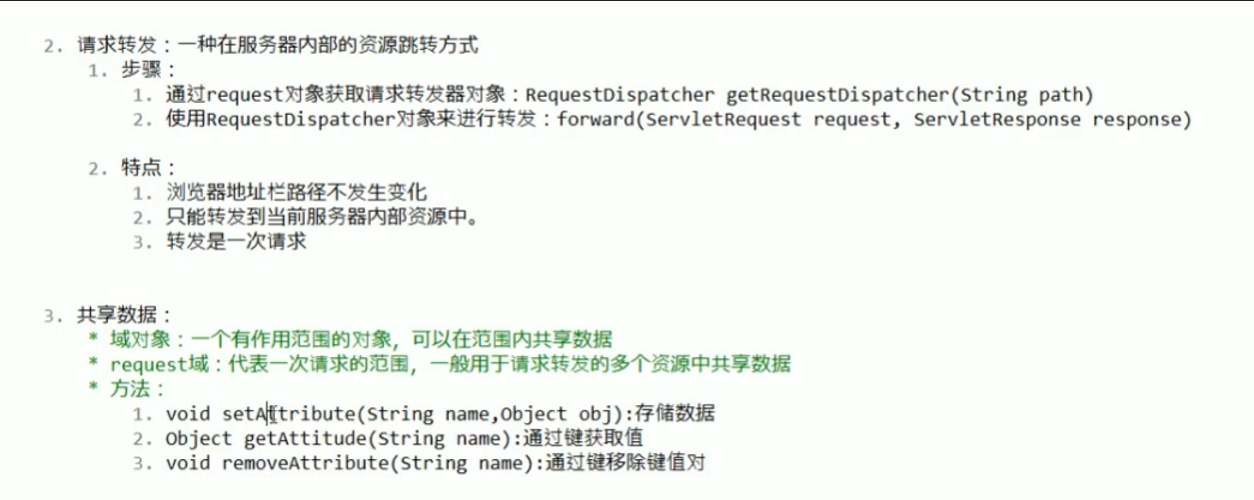 2. 请求转发：一种在服务器内部的资源跳转方式
1. 步骤：
1. 通过request对象获取请求转发器对象：RequestDispatcher getRequestDispatcher(String path)
2. 使用RequestDispatcher对象来进行转发：forward(ServletRequest request, ServletResponse response)
2. 特点：
1. 浏览器地址栏路径不发生变化
2. 只能转发到当前服务器内部资源中。
3. 转发是一次请求
3. 共享数据：
* 域对象：一个有作用范围的对象，可以在范围内共享数据
* request域：代表一次请求的范围，一般用于请求转发的多个资源中共享数据
* 方法：
1. void setAttribute(String name,Object obj):存储数据
2. Object getAttitude(String name):通过键获取值
3. void removeAttribute(String name):通过键移除键值对